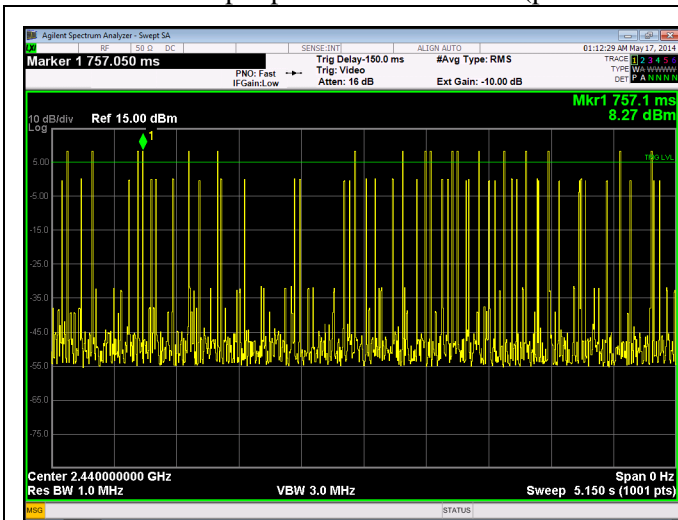 Agilent Spectrum Analyzer - Swept SA
RF 50 Ω DC SENSE:INT ALIGN AUTO 01:12:29 AM May 17, 2014
Marker 1 757.050 ms Trig Delay-150.0 ms #Avg Type: RMS TRACE 1 2 3 4 5 6
PNO: Fast Trig: Video TYPE WA WWWW
IFGain:Low Atten: 16 dB Ext Gain: -10.00 dB DET P A N N N N
Mkr1 757.1 ms
10 dB/div Ref 15.00 dBm 8.27 dBm
Log
1
5.00 TRIG LVL
-5.00
-15.0
-25.0
-35.0
-45.0
-55.0
-65.0
-75.0
Center 2.440000000 GHz Span 0 Hz
Res BW 1.0 MHz VBW 3.0 MHz Sweep 5.150 s (1001 pts)
MSG STATUS